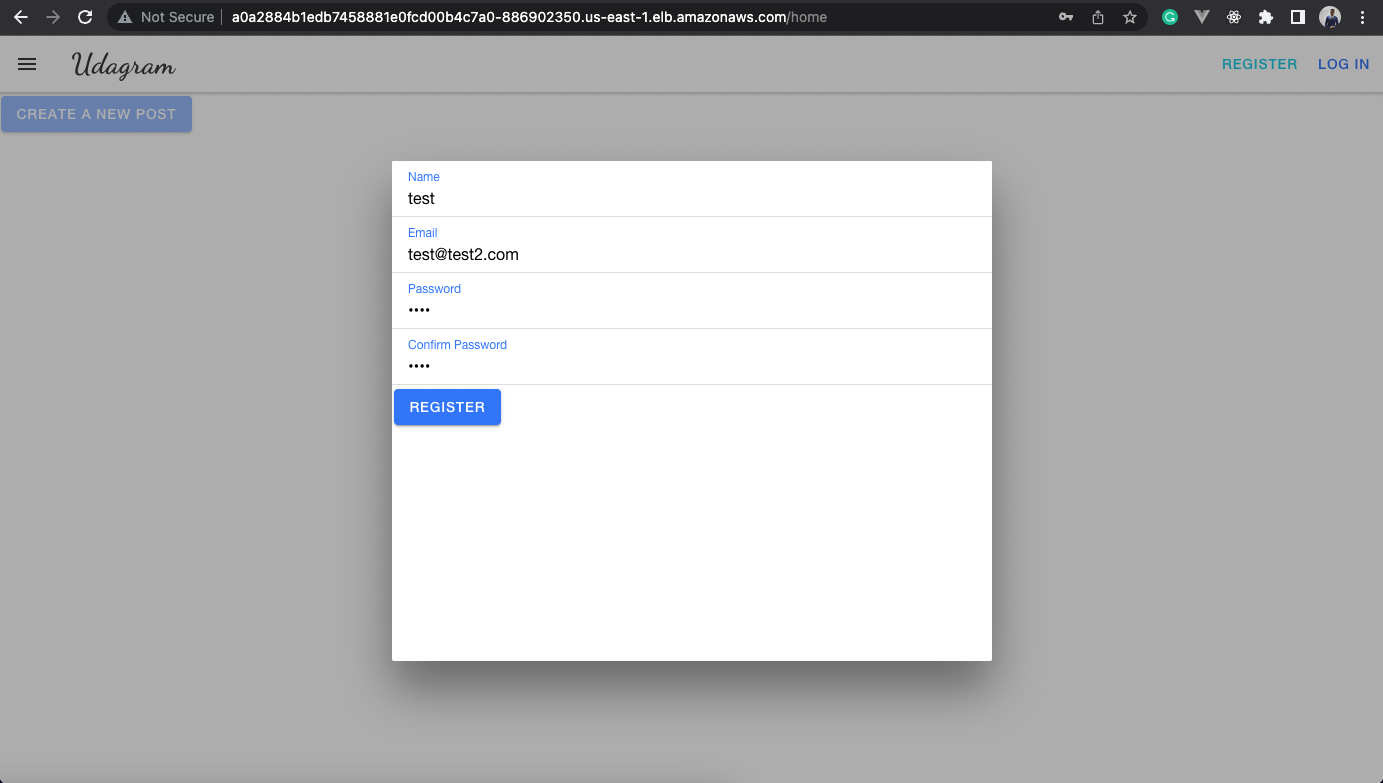 Not Secure a0a2884b1edb7458881e0fcd00b4c7a0-886902350.us-east-1.elb.amazonaws.com/home
Udagram REGISTER LOG IN
CREATE A NEW POST
Name
test
Email
test@test2.com
Password
••••
Confirm Password
••••
REGISTER